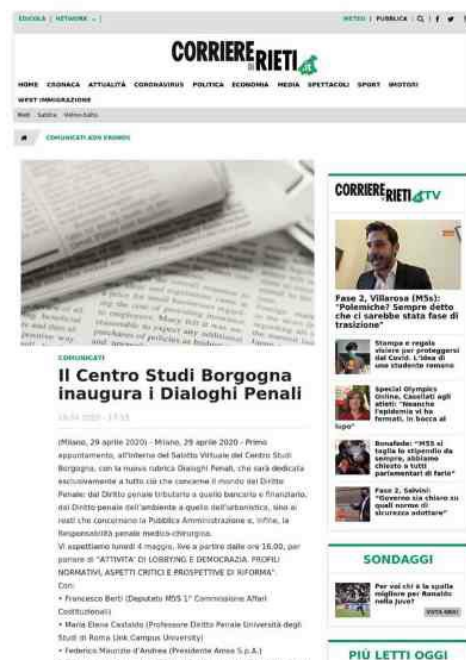 EDICOLA | NETWORK
METEO | PUBBLICA
CORRIERE DI RIETI
HOME CRONACA ATTUALITÀ CORONAVIRUS POLITICA ECONOMIA MEDIA SPETTACOLI SPORT IMOTORI
WEST IMMIGRAZIONE
Rieti Sabina
COMUNICATI ADN KRONOS
COMUNICATI
Il Centro Studi Borgogna
inaugura i Dialoghi Penali
(Milano, 29 aprile 2020) - Milano, 29 aprile 2020 - Primo
appuntamento, all'interno del Salotto Virtuale del Centro Studi
Borgogna, con la nuova rubrica Dialoghi Penali, che sarà dedicata
esclusivamente a tutto ciò che concerne il mondo del Diritto
Penale: dal Diritto penale tributario a quello bancario e finanziario,
dal Diritto penale dell'ambiente a quello dell'urbanistica, sino ai
reati che concernano la Pubblica Amministrazione e, infine, la
Responsabilità penale medico-chirurgica.
Vi aspettiamo lunedì 4 maggio, live a partire dalle ore 16.00, per
parlare di "ATTIVITA' DI LOBBYING E DEMOCRAZIA. PROFILI
NORMATIVI, ASPETTI CRITICI E PROSPETTIVE DI RIFORMA".
Con:
• Francesco Berti (Deputato M5S 1° Commissione Affari
Costituzionali)
• Maria Elena Castaldo (Professore Diritto Penale Università degli
Studi di Roma Link Campus University)
• Federico Maurizio d'Andrea (Presidente Amsa S.p.A.)
CORRIERE DI RIETI TV
Fase 2, Villarosa (M5s):
"Polemiche? Sempre detto
che ci sarebbe stata fase di
trasizione"
Stampa e regala
visiere per proteggersi
dal Covid. L'idea di
uno studente romano
Special Olympics
Online, Casellati agli
atleti: "Neanche
l'epidemia vi ha
fermati, in bocca al
lupo"
Bonafede: "M5S si
taglia lo stipendio da
sempre, abbiamo
chiesto a tutti
parlamentari di farlo"
Fase 2, Salvini:
"Governo sia chiaro su
quali norme di
sicurezza adottare"
SONDAGGI
Per voi chi è la spalla
migliore per Ronaldo
nella Juve?
VOTA ORA!
PIÙ LETTI OGGI